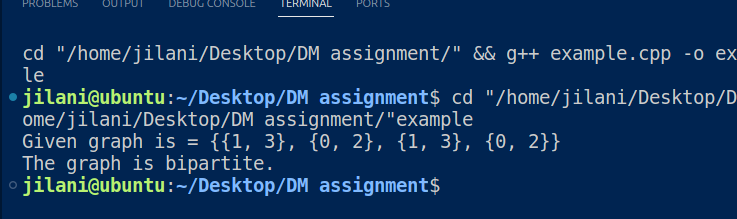 PROBLEMS OUTPUT DEBUG CONSOLE TERMINAL PORTS
cd "/home/jilani/Desktop/DM assignment/" && g++ example.cpp -o ex
le
jilani@ubuntu:~/Desktop/DM assignment$ cd "/home/jilani/Desktop/D
ome/jilani/Desktop/DM assignment/"example
Given graph is = {{1, 3}, {0, 2}, {1, 3}, {0, 2}}
The graph is bipartite.
jilani@ubuntu:~/Desktop/DM assignment$